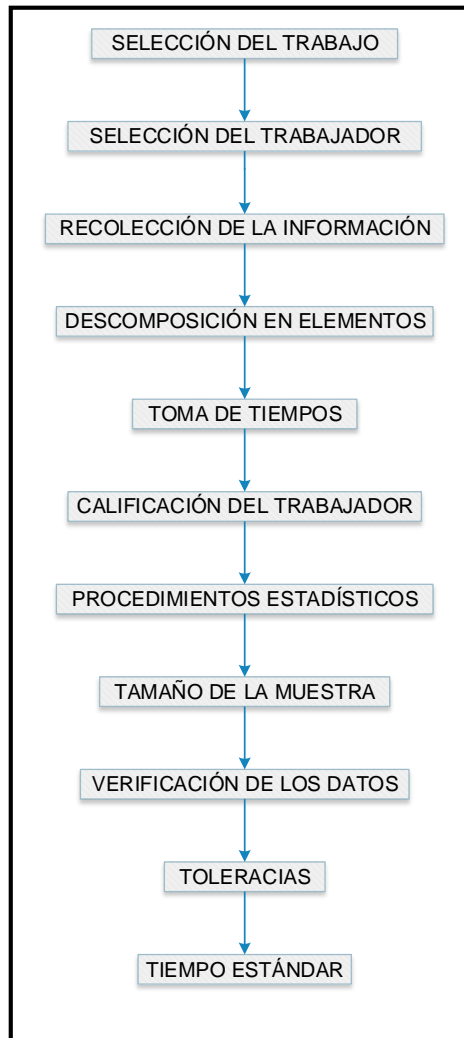 SELECCIÓN DEL TRABAJO
SELECCIÓN DEL TRABAJADOR
RECOLECCIÓN DE LA INFORMACIÓN
DESCOMPOSICIÓN EN ELEMENTOS
TOMA DE TIEMPOS
CALIFICACIÓN DEL TRABAJADOR
PROCEDIMIENTOS ESTADÍSTICOS
TAMAÑO DE LA MUESTRA
VERIFICACIÓN DE LOS DATOS
TOLERACIAS
TIEMPO ESTÁNDAR